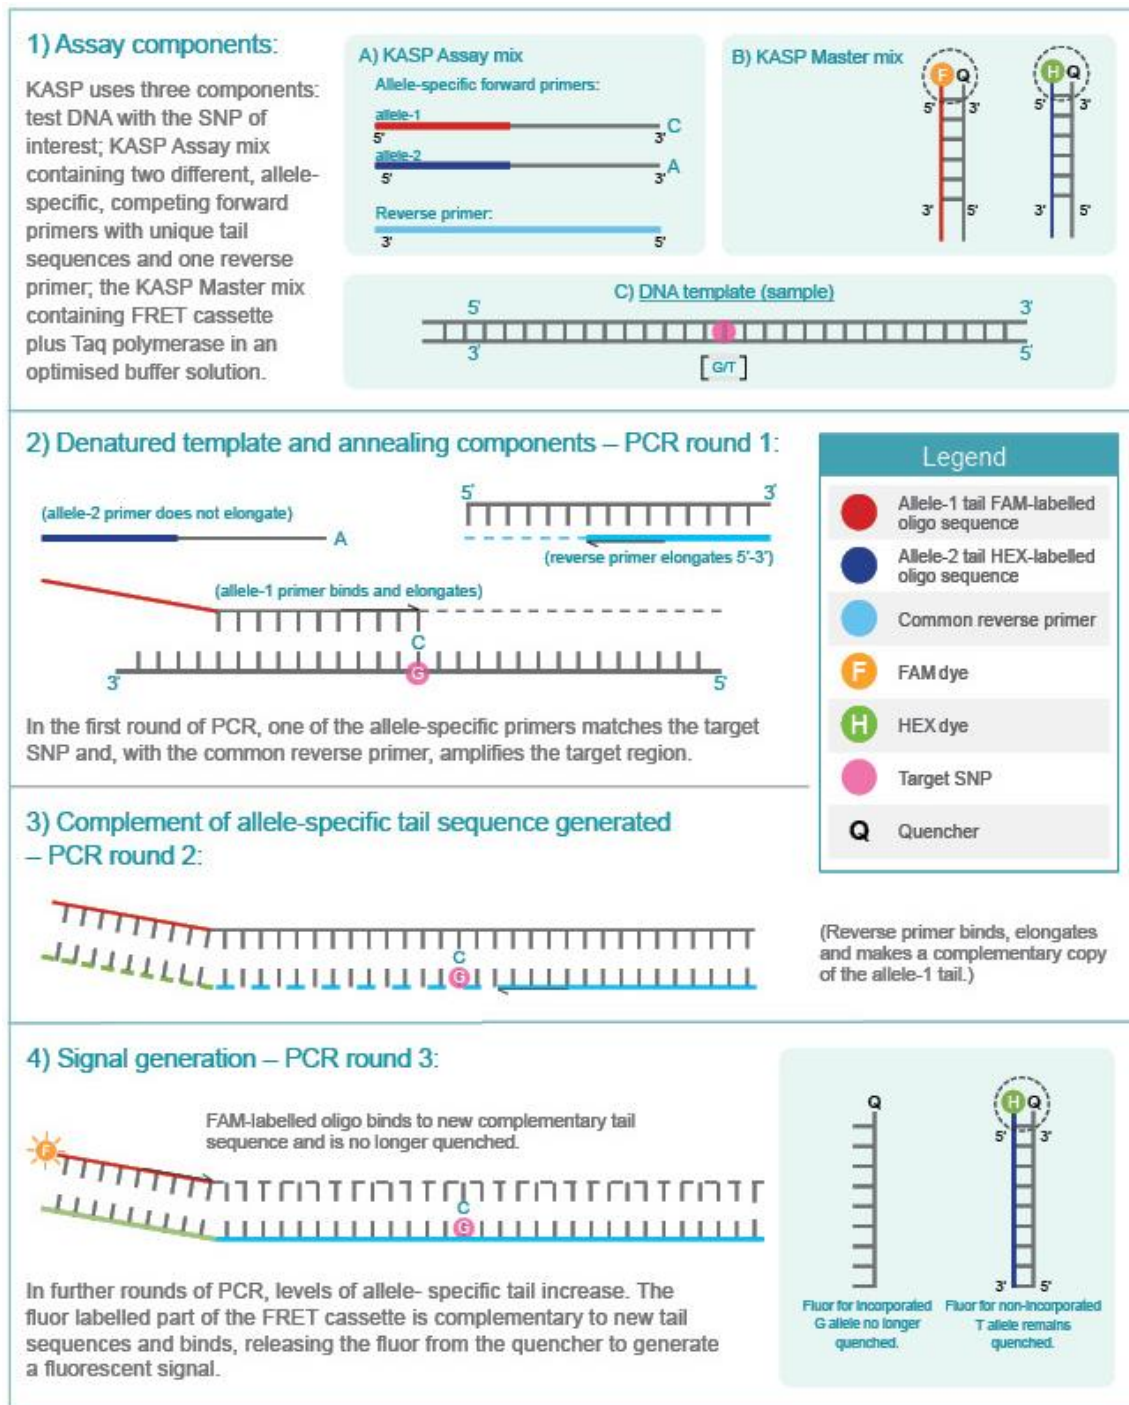 1) Assay components:
KASP uses three components:
test DNA with the SNP of
interest; KASP Assay mix
containing two different, allele-
specific, competing forward
primers with unique tail
sequences and one reverse
primer; the KASP Master mix
containing FRET cassette
plus Taq polymerase in an
optimised buffer solution.
A) KASP Assay mix
Allele-specific forward primers:
allele-1
C
5' 3'
allele-2
A
5' 3'
Reverse primer:
3' 5'
B) KASP Master mix
F Q
5' 3'
3' 5'
H Q
5' 3'
3' 5'
C) DNA template (sample)
5' 3'
3' 5'
[G/T]
2) Denatured template and annealing components – PCR round 1:
(allele-2 primer does not elongate)
A
5' 3'
(reverse primer elongates 5'-3')
(allele-1 primer binds and elongates)
C
G
3' 5'
In the first round of PCR, one of the allele-specific primers matches the target
SNP and, with the common reverse primer, amplifies the target region.
Legend
Allele-1 tail FAM-labelled
oligo sequence
Allele-2 tail HEX-labelled
oligo sequence
Common reverse primer
F FAM dye
H HEX dye
Target SNP
Q Quencher
3) Complement of allele-specific tail sequence generated
– PCR round 2:
C
G
(Reverse primer binds, elongates
and makes a complementary copy
of the allele-1 tail.)
4) Signal generation – PCR round 3:
FAM-labelled oligo binds to new complementary tail
sequence and is no longer quenched.
F
C
G
In further rounds of PCR, levels of allele- specific tail increase. The
fluor labelled part of the FRET cassette is complementary to new tail
sequences and binds, releasing the fluor from the quencher to generate
a fluorescent signal.
Q
Fluor for incorporated
G allele no longer
quenched.
H Q
5' 3'
3' 5'
Fluor for non-incorporated
T allele remains
quenched.